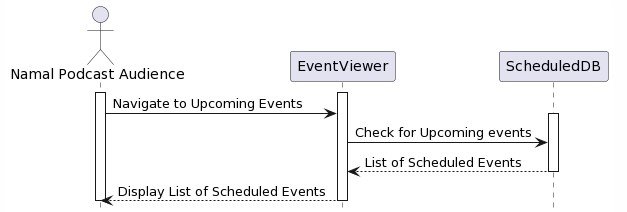 Namal Podcast Audience
EventViewer
ScheduledDB
Navigate to Upcoming Events
Check for Upcoming events
List of Scheduled Events
Display List of Scheduled Events